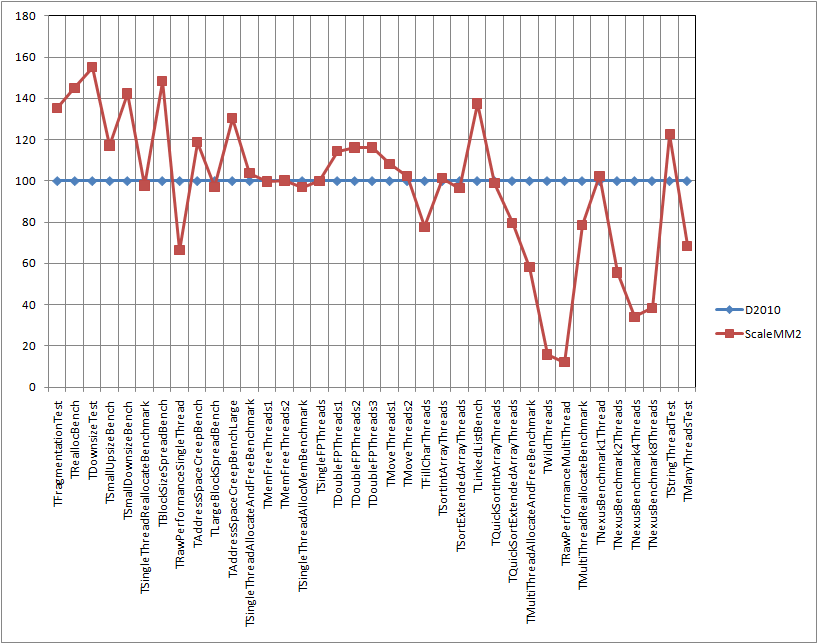 180
160
140
120
100
80
60
40
20
0
D2010
ScaleMM2
TFragmentationTest
TReallocBench
TDownsizeTest
TSmallUpsizeBench
TSmallDownsizeBench
TSingleThreadReallocateBenchmark
TBlockSizeSpreadBench
TRawPerformanceSingleThread
TAddressSpaceCreepBench
TLargeBlockSpreadBench
TAddressSpaceCreepBenchLarge
TSingleThreadAllocateAndFreeBenchmark
TMemFreeThreads1
TMemFreeThreads2
TSingleThreadAllocMemBenchmark
TSingleFPThreads
TDoubleFPThreads1
TDoubleFPThreads2
TDoubleFPThreads3
TMoveThreads1
TMoveThreads2
TFillCharThreads
TSortIntArrayThreads
TSortExtendedArrayThreads
TLinkedListBench
TQuickSortIntArrayThreads
TQuickSortExtendedArrayThreads
TMultiThreadAllocateAndFreeBenchmark
TWildThreads
TRawPerformanceMultiThread
TMultiThreadReallocateBenchmark
TNexusBenchmark1Thread
TNexusBenchmark2Threads
TNexusBenchmark4Threads
TNexusBenchmark8Threads
TStringThreadTest
TManyThreadsTest